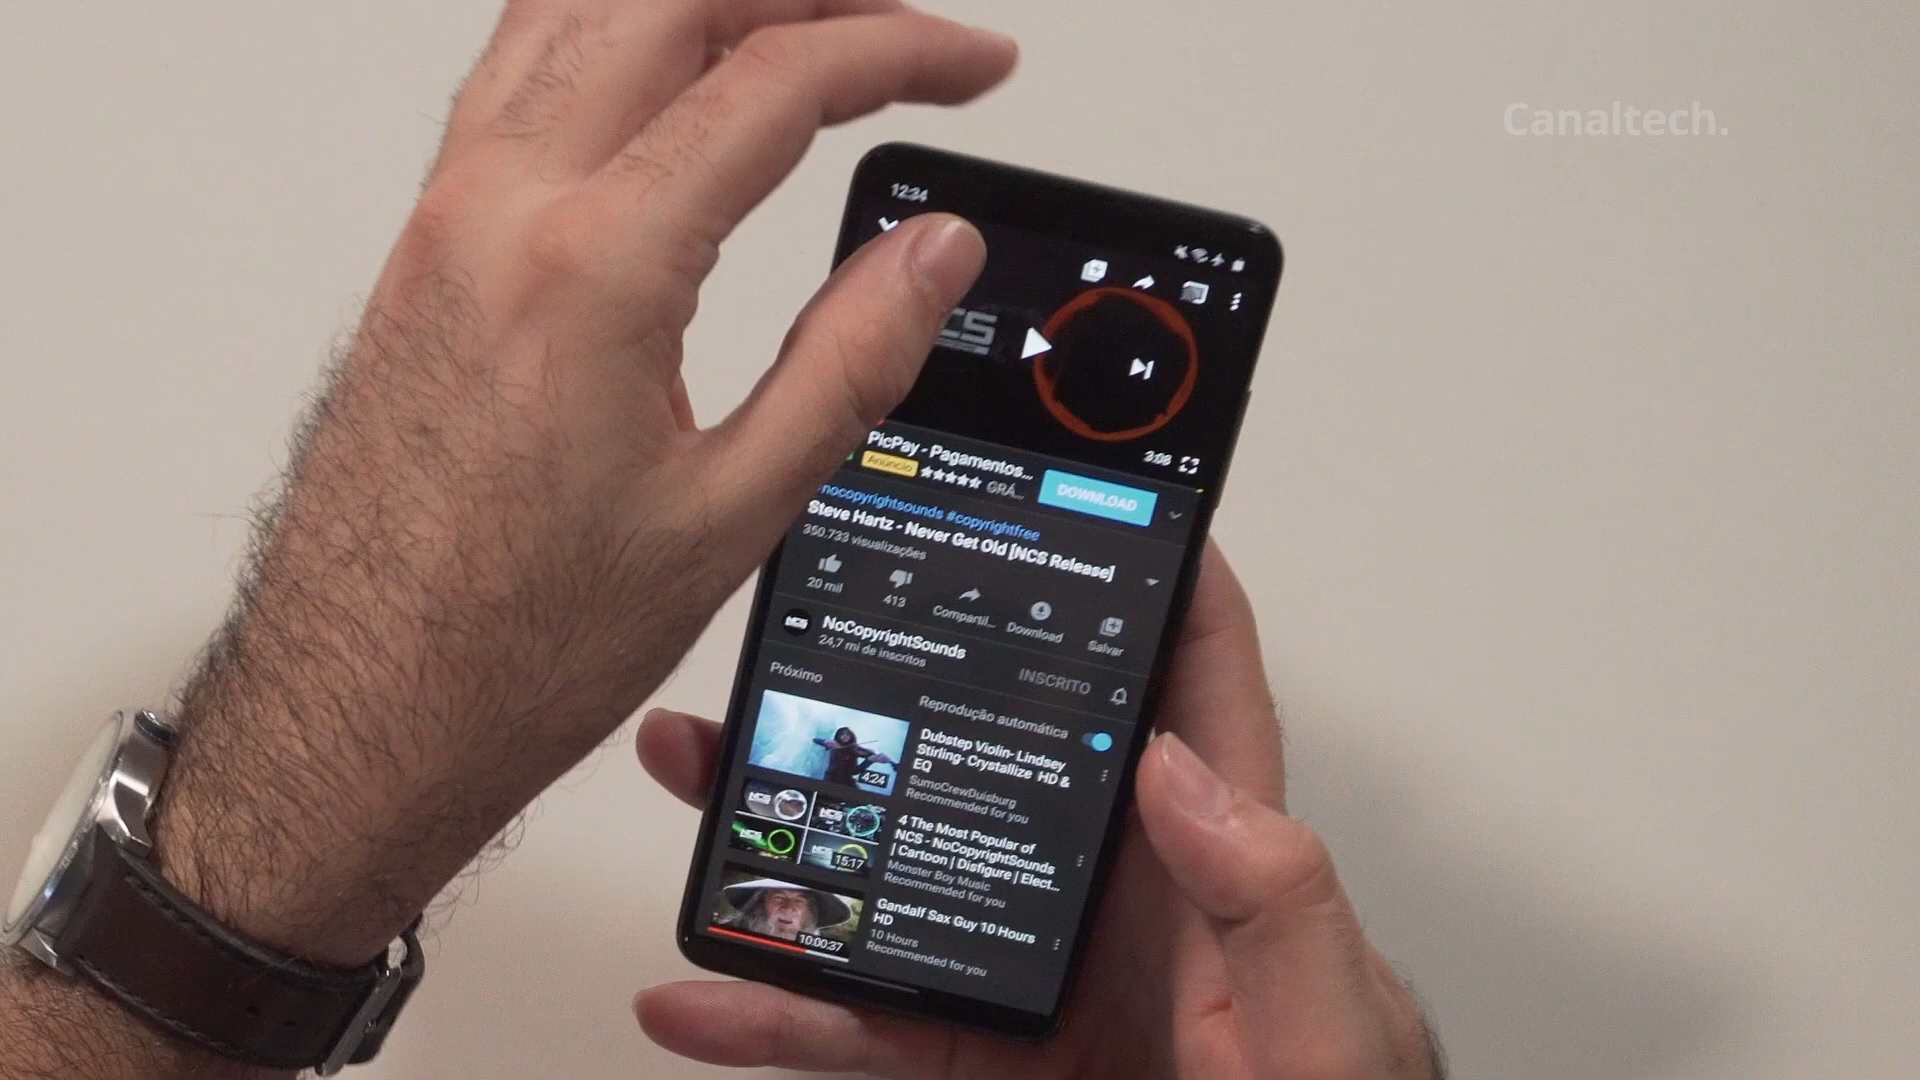 Canaltech.
12:34
3:08
PicPay - Pagamentos...
Anúncio ★★★★★ GRÁ...
DOWNLOAD
nocopyrightsounds #copyrightfree
Steve Hartz - Never Get Old [NCS Release]
350.733 visualizações
20 mil
413
Compartil...
Download
Salvar
NoCopyrightSounds
24,7 mi de inscritos
INSCRITO
Próximo
Reprodução automática
4:24
Dubstep Violin- Lindsey
Stirling- Crystallize HD &
EQ
SumoCrewDuisburg
Recommended for you
NCS
NCS
NCS
NCS
15:17
4 The Most Popular of
NCS - NoCopyrightSounds
| Cartoon | Disfigure | Elect...
Monster Boy Music
Recommended for you
10:00:37
Gandalf Sax Guy 10 Hours
HD
10 Hours
Recommended for you